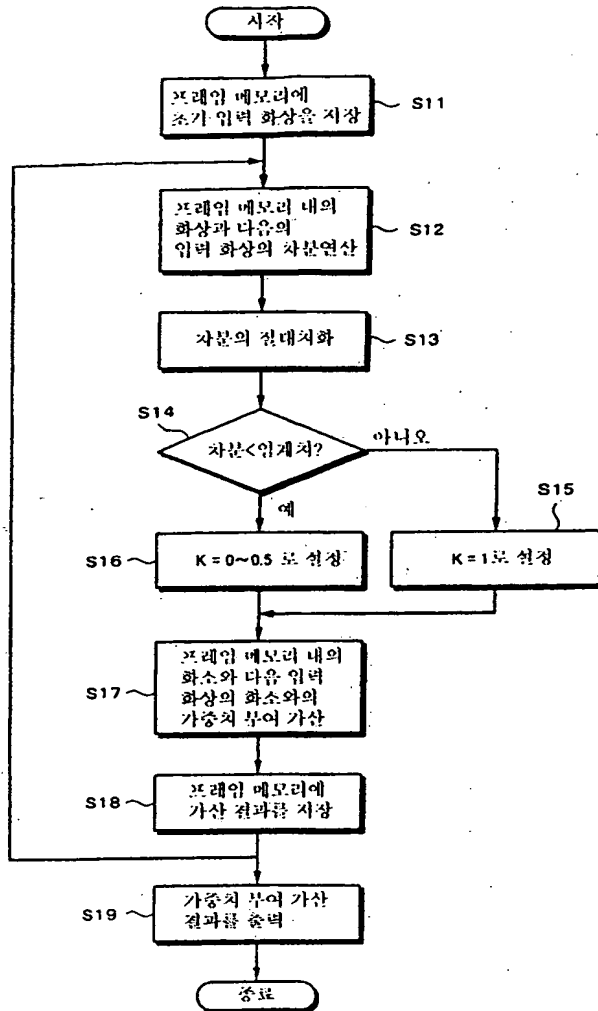 시작
프레임 메모리에
초기 입력 화상을 저장
S11
프레임 메모리 내의
화상과 다음의
입력 화상의 차분연산
S12
차분의 절대치화
S13
S14
차분<임계치?
아니오
예
S15
S16
K = 0~0.5 로 설정
K = 1로 설정
프레임 메모리 내의
화소와 다음 입력
화상의 화소와의
가중치 부여 가산
S17
프레임 메모리에
가산 결과를 저장
S18
가중치 부여 가산
결과를 출력
S19
종료